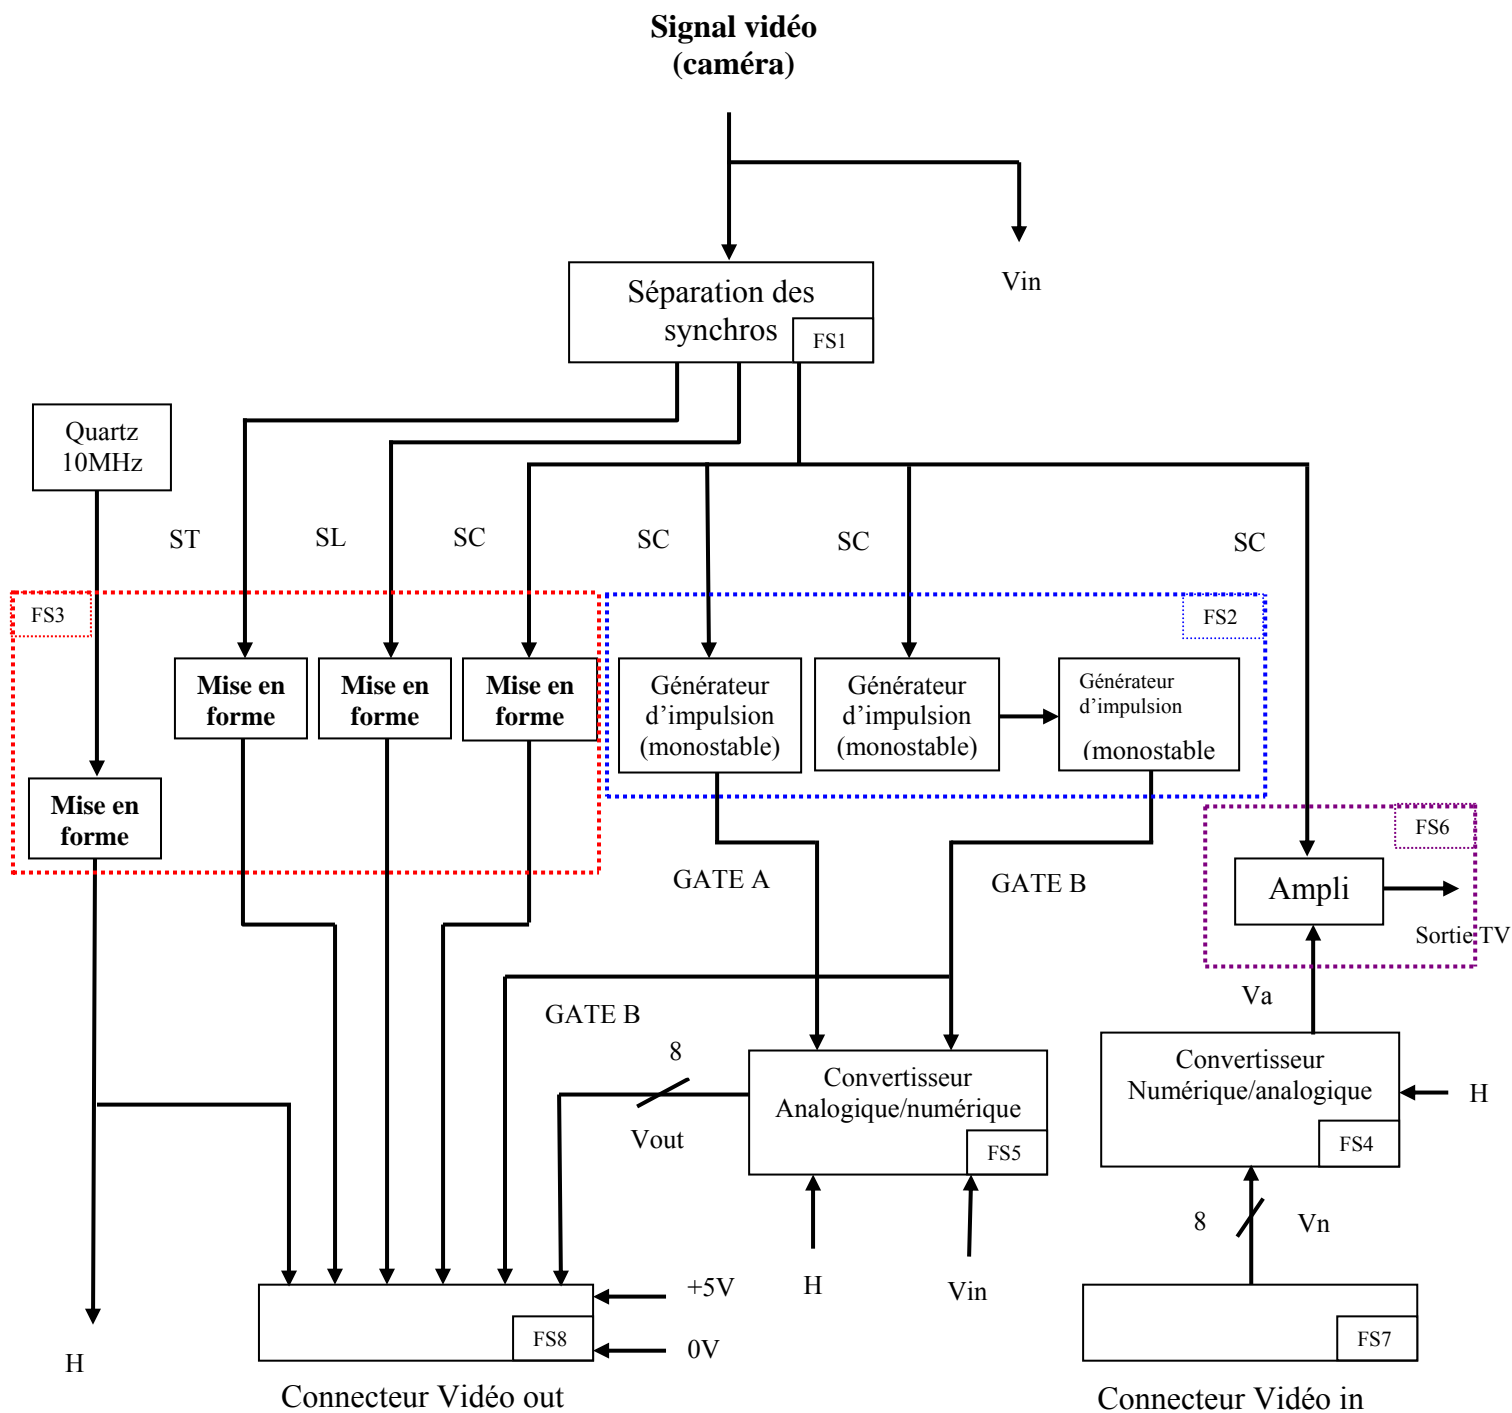 Signal vidéo
(caméra)
Vin
Séparation des
synchros
FS1
Quartz
10MHz
ST
SL
SC
SC
SC
SC
FS3
FS2
Mise en
forme
Mise en
forme
Mise en
forme
Générateur
d’impulsion
(monostable)
Générateur
d’impulsion
(monostable)
Générateur
d’impulsion
(monostable
Mise en
forme
FS6
GATE A
GATE B
Ampli
Sortie TV
Va
GATE B
8
Vout
Convertisseur
Analogique/numérique
FS5
Convertisseur
Numérique/analogique
FS4
H
8
Vn
H
Vin
+5V
0V
FS8
FS7
H
Connecteur Vidéo out
Connecteur Vidéo in